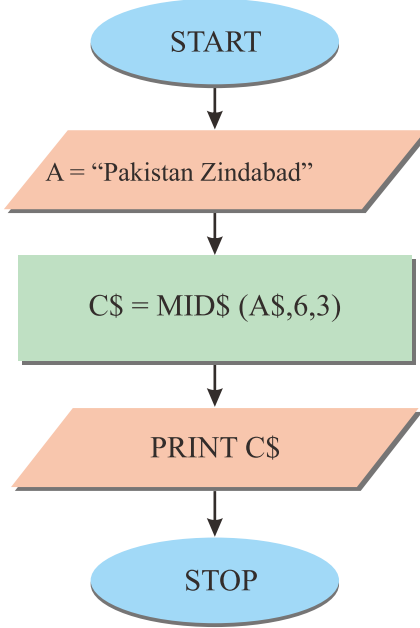 START
A = “Pakistan Zindabad”
C$ = MID$ (A$,6,3)
PRINT C$
STOP